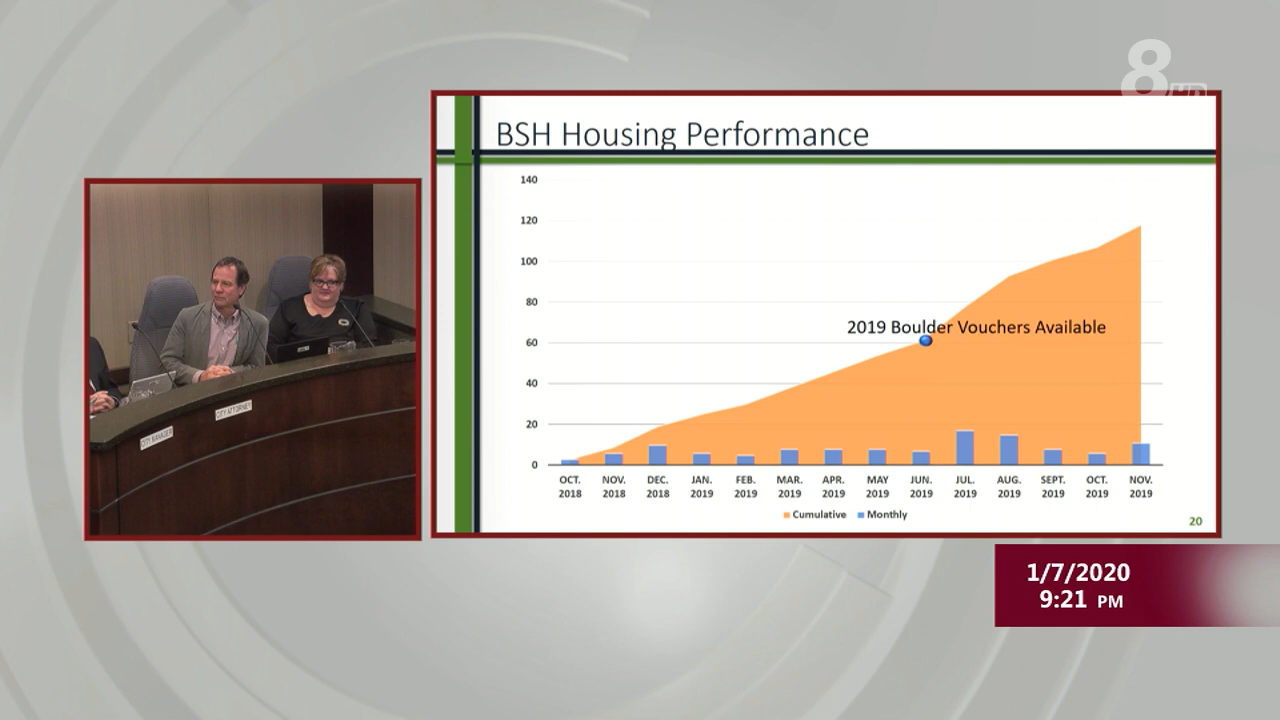 8
HD
BSH Housing Performance
140
120
100
80
60
40
20
0
2019 Boulder Vouchers Available
OCT. NOV. DEC. JAN. FEB. MAR. APR. MAY JUN. JUL. AUG. SEPT. OCT. NOV.
2018 2018 2018 2019 2019 2019 2019 2019 2019 2019 2019 2019 2019 2019
Cumulative Monthly
20
CITY MANAGER
CITY ATTORNEY
1/7/2020
9:21 PM